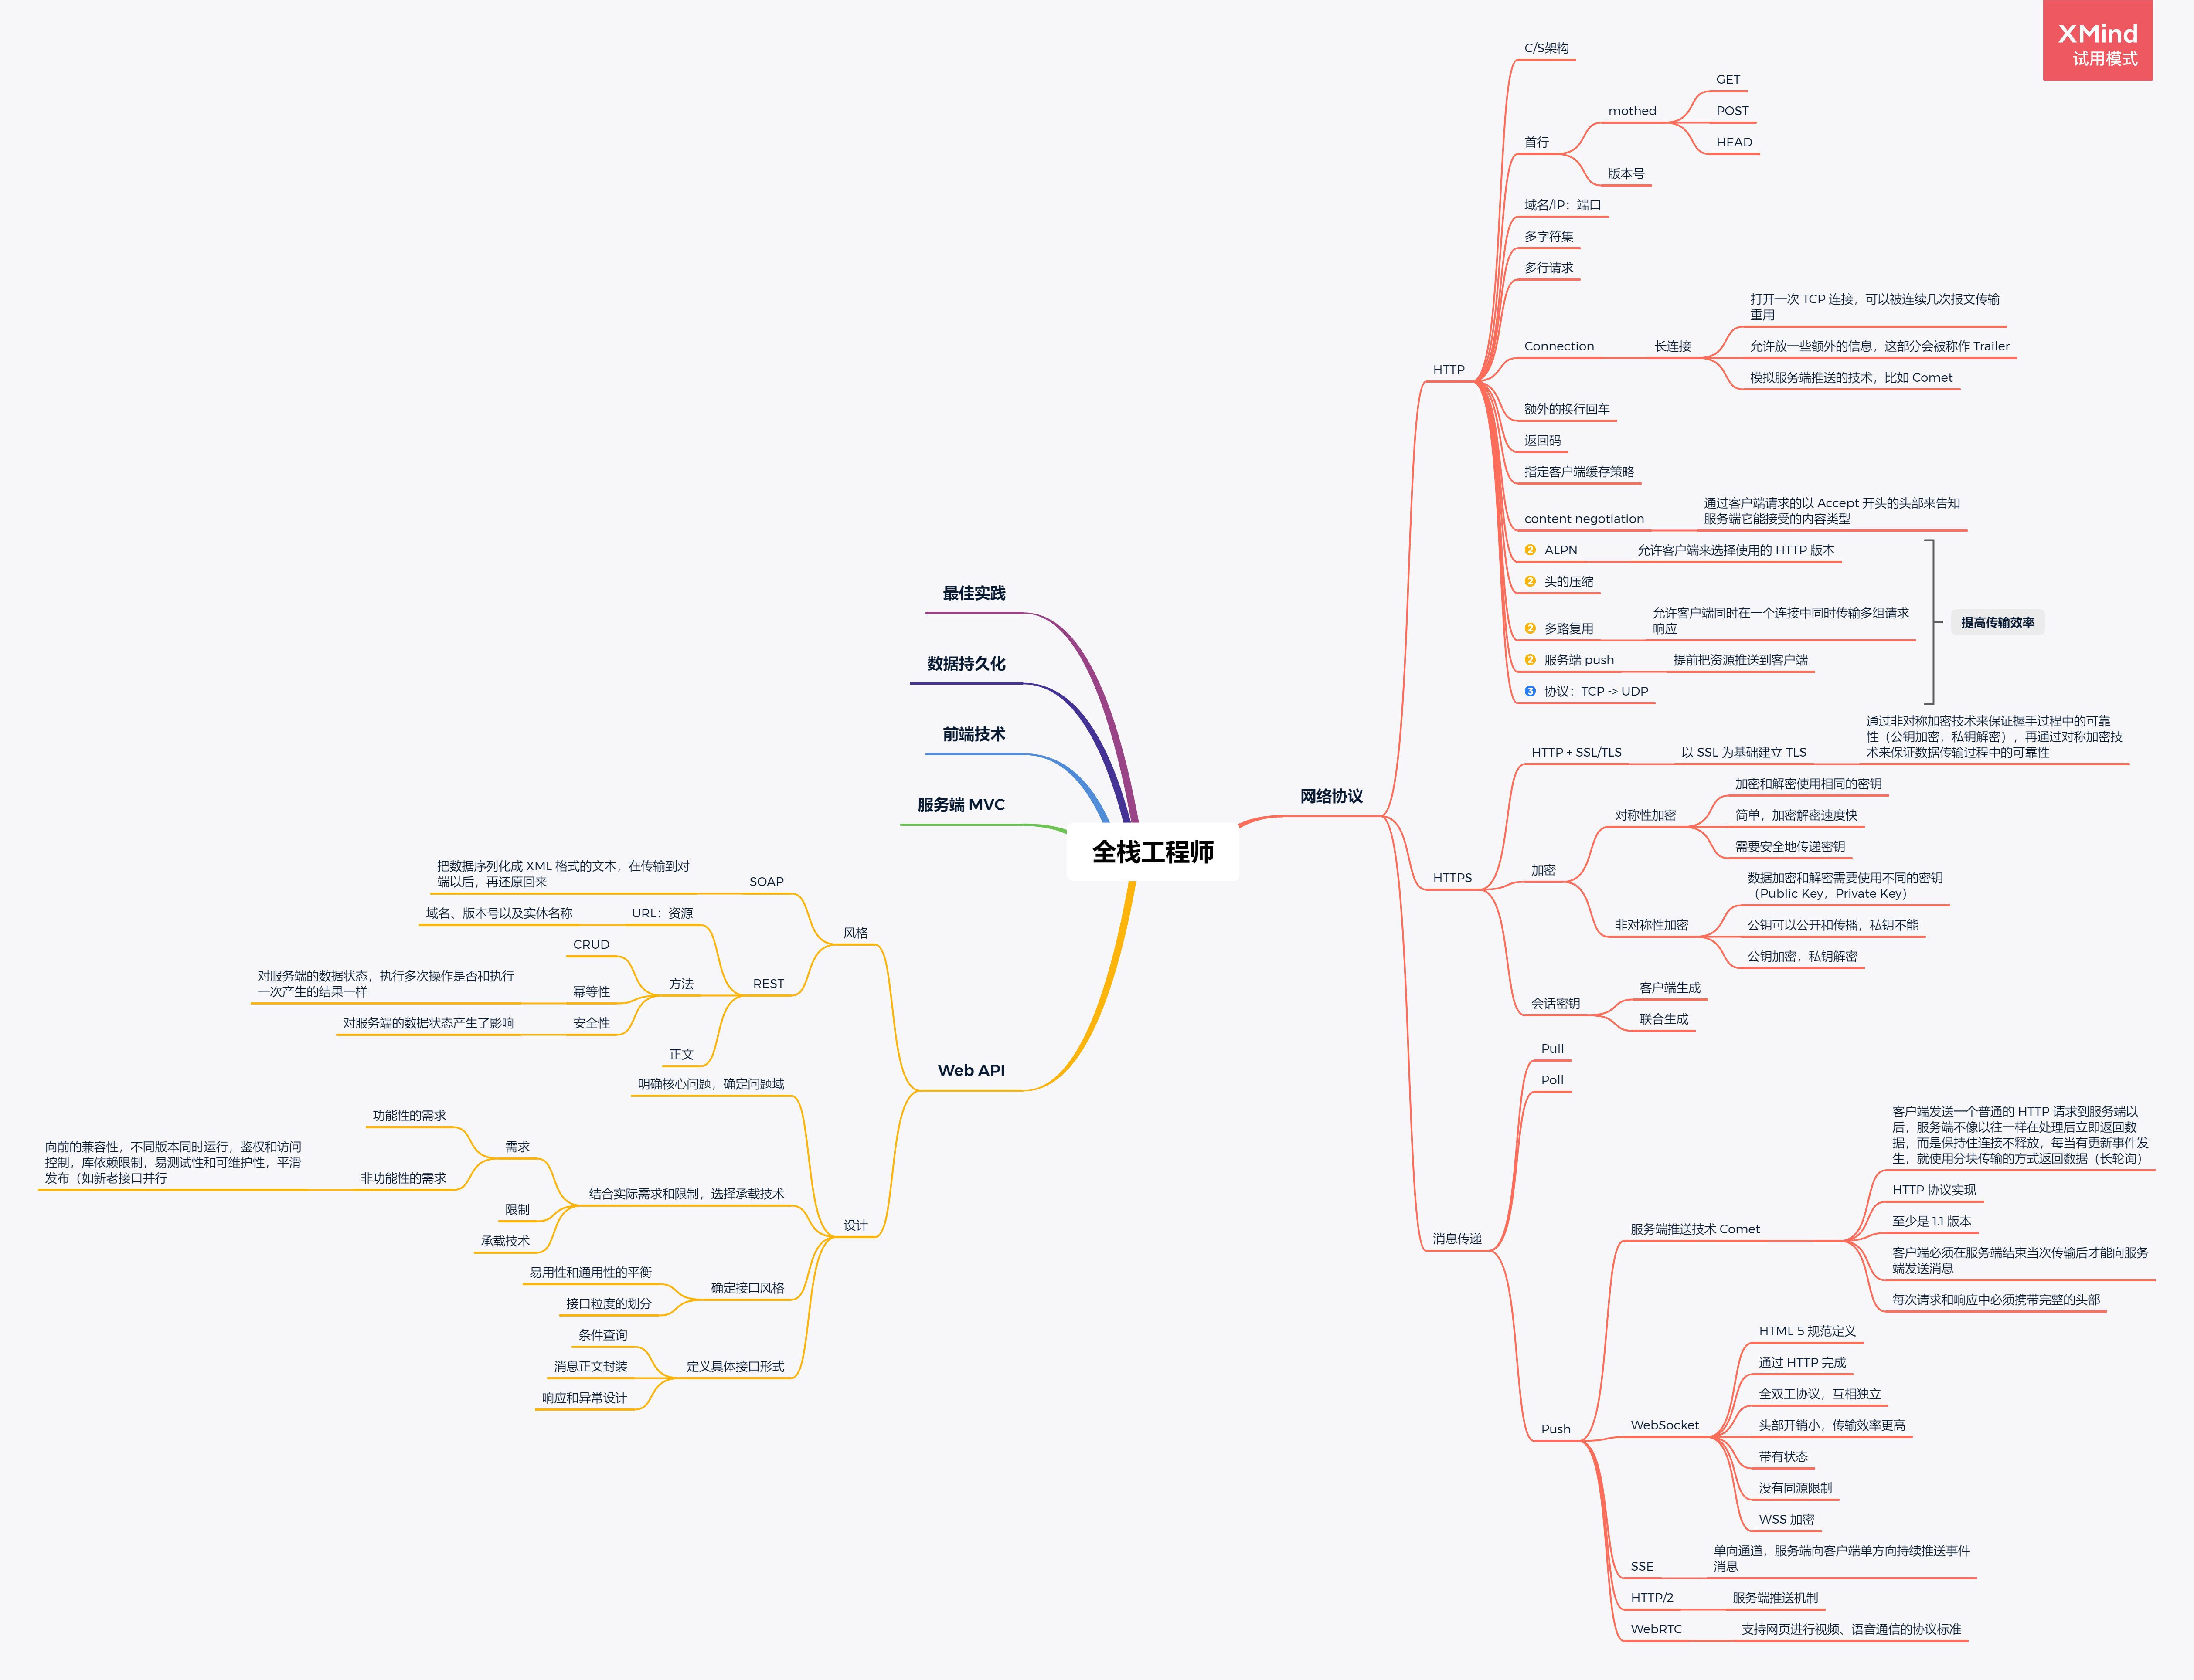 XMind
试用模式
全栈工程师
网络协议
HTTP
C/S架构
首行
mothed
GET
POST
HEAD
版本号
域名/IP：端口
多字符集
多行请求
Connection
长连接
打开一次 TCP 连接，可以被连续几次报文传输
重用
允许放一些额外的信息，这部分会被称作 Trailer
模拟服务端推送的技术，比如 Comet
额外的换行回车
返回码
指定客户端缓存策略
content negotiation
通过客户端请求的以 Accept 开头的头部来告知
服务端它能接受的内容类型
2 ALPN
允许客户端来选择使用的 HTTP 版本
2 头的压缩
2 多路复用
允许客户端同时在一个连接中同时传输多组请求
响应
2 服务端 push
提前把资源推送到客户端
3 协议：TCP -> UDP
提高传输效率
HTTPS
HTTP + SSL/TLS
以 SSL 为基础建立 TLS
通过非对称加密技术来保证握手过程中的可靠
性（公钥加密，私钥解密），再通过对称加密技
术来保证数据传输过程中的可靠性
加密
对称性加密
加密和解密使用相同的密钥
简单，加密解密速度快
需要安全地传递密钥
非对称性加密
数据加密和解密需要使用不同的密钥
（Public Key，Private Key）
公钥可以公开和传播，私钥不能
公钥加密，私钥解密
会话密钥
客户端生成
联合生成
消息传递
Pull
Poll
Push
服务端推送技术 Comet
客户端发送一个普通的 HTTP 请求到服务端以
后，服务端不像以往一样在处理后立即返回数
据，而是保持住连接不释放，每当有更新事件发
生，就使用分块传输的方式返回数据（长轮询）
HTTP 协议实现
至少是 1.1 版本
客户端必须在服务端结束当次传输后才能向服务
端发送消息
每次请求和响应中必须携带完整的头部
WebSocket
HTML 5 规范定义
通过 HTTP 完成
全双工协议，互相独立
头部开销小，传输效率更高
带有状态
没有同源限制
WSS 加密
SSE
单向通道，服务端向客户端单方向持续推送事件
消息
HTTP/2
服务端推送机制
WebRTC
支持网页进行视频、语音通信的协议标准
最佳实践
数据持久化
前端技术
服务端 MVC
Web API
风格
SOAP
把数据序列化成 XML 格式的文本，在传输到对
端以后，再还原回来
REST
URL：资源
域名、版本号以及实体名称
方法
CRUD
幂等性
对服务端的数据状态，执行多次操作是否和执行
一次产生的结果一样
安全性
对服务端的数据状态产生了影响
正文
设计
明确核心问题，确定问题域
结合实际需求和限制，选择承载技术
需求
功能性的需求
非功能性的需求
向前的兼容性，不同版本同时运行，鉴权和访问
控制，库依赖限制，易测试性和可维护性，平滑
发布（如新老接口并行
限制
承载技术
确定接口风格
易用性和通用性的平衡
接口粒度的划分
定义具体接口形式
条件查询
消息正文封装
响应和异常设计